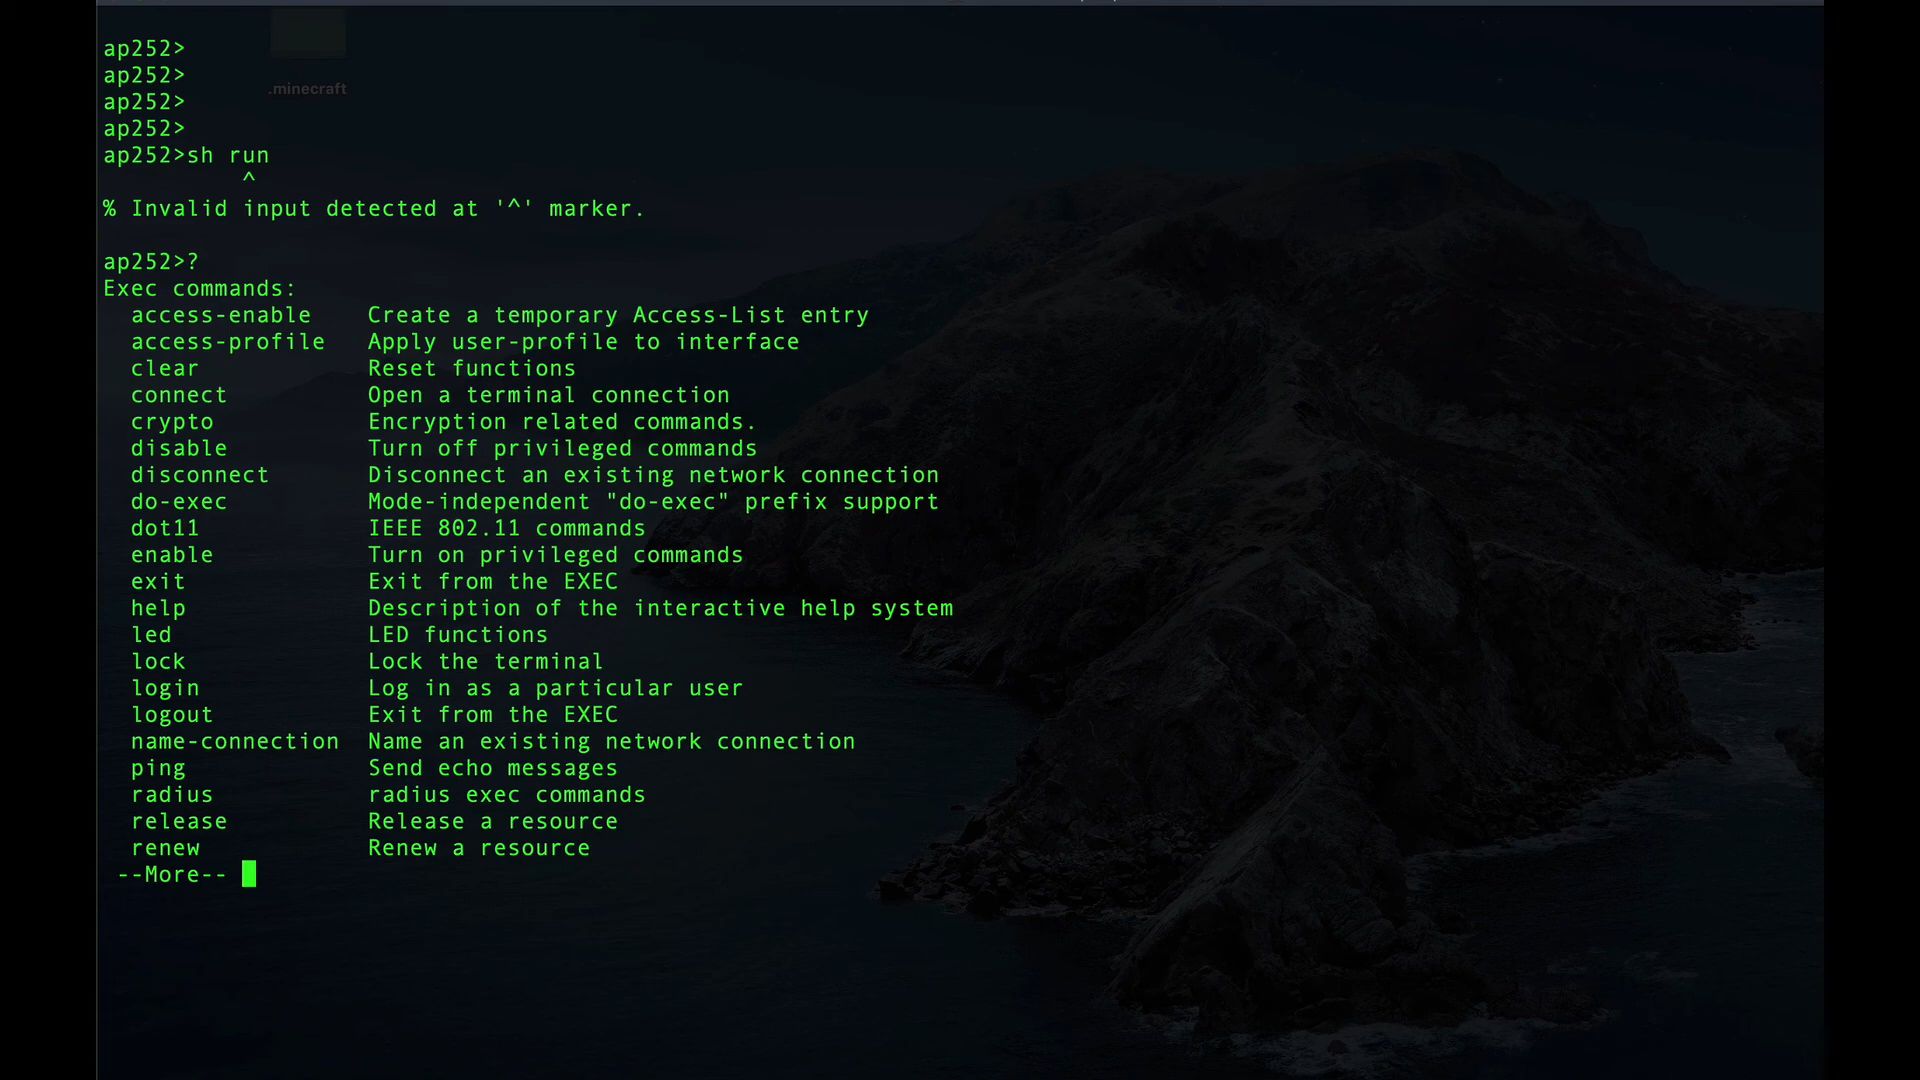 ap252>
ap252>
.minecraft
ap252>
ap252>
ap252>sh run
^
% Invalid input detected at '^' marker.
ap252>?
Exec commands:
access-enable Create a temporary Access-List entry
access-profile Apply user-profile to interface
clear Reset functions
connect Open a terminal connection
crypto Encryption related commands.
disable Turn off privileged commands
disconnect Disconnect an existing network connection
do-exec Mode-independent "do-exec" prefix support
dot11 IEEE 802.11 commands
enable Turn on privileged commands
exit Exit from the EXEC
help Description of the interactive help system
led LED functions
lock Lock the terminal
login Log in as a particular user
logout Exit from the EXEC
name-connection Name an existing network connection
ping Send echo messages
radius radius exec commands
release Release a resource
renew Renew a resource
--More--